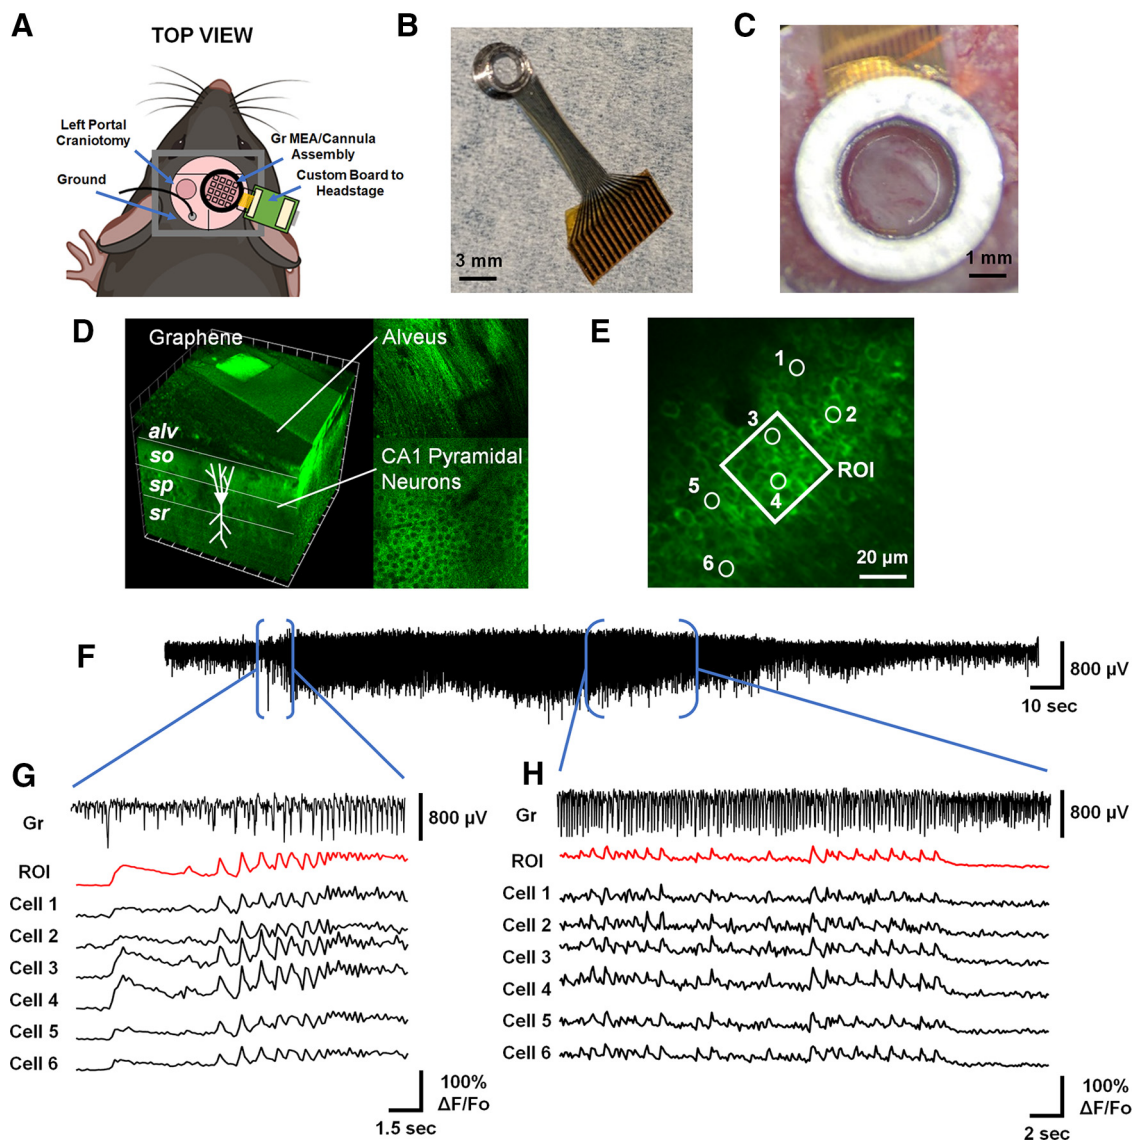 A
TOP VIEW
Left Portal
Craniotomy
Ground
Gr MEA/Cannula
Assembly
Custom Board to
Headstage
B
3 mm
C
1 mm
D
Graphene
alv
so
sp
sr
Alveus
CA1 Pyramidal
Neurons
E
1
2
3
4
5
6
ROI
20 µm
F
800 µV
10 sec
G
Gr
800 µV
ROI
Cell 1
Cell 2
Cell 3
Cell 4
Cell 5
Cell 6
100%
ΔF/Fo
1.5 sec
H
Gr
800 µV
ROI
Cell 1
Cell 2
Cell 3
Cell 4
Cell 5
Cell 6
100%
ΔF/Fo
2 sec